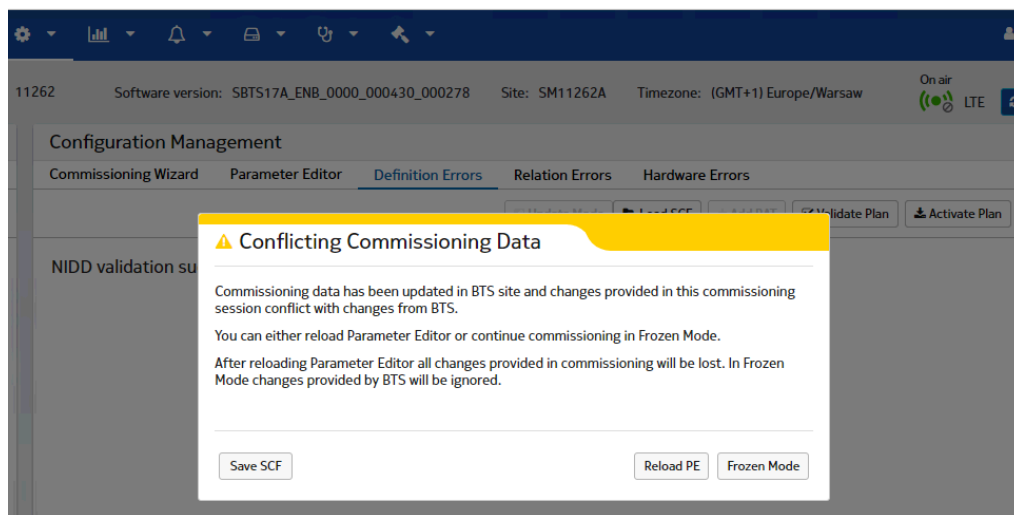 11262 Software version: SBTS17A_ENB_0000_000430_000278 Site: SM11262A Timezone: (GMT+1) Europe/Warsaw On air LTE
Configuration Management
Commissioning Wizard Parameter Editor Definition Errors Relation Errors Hardware Errors
Update Mode Load SCF Add RAT Validate Plan Activate Plan
Conflicting Commissioning Data
NIDD validation su
Commissioning data has been updated in BTS site and changes provided in this commissioning
session conflict with changes from BTS.
You can either reload Parameter Editor or continue commissioning in Frozen Mode.
After reloading Parameter Editor all changes provided in commissioning will be lost. In Frozen
Mode changes provided by BTS will be ignored.
Save SCF Reload PE Frozen Mode